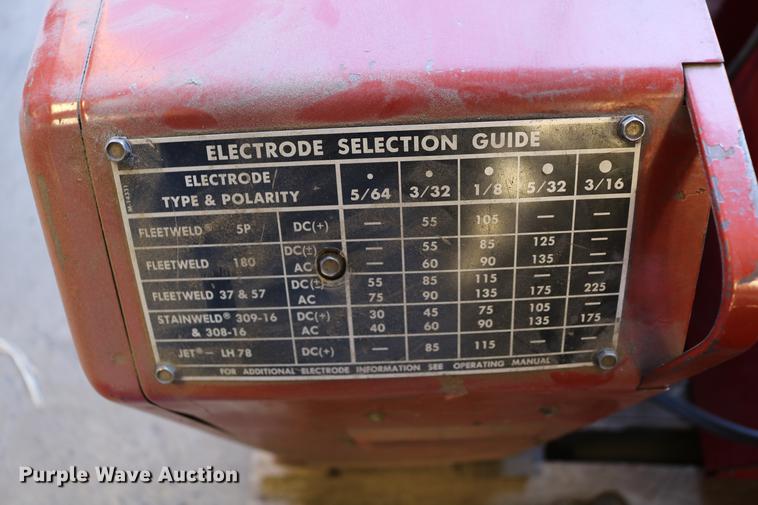 ELECTRODE SELECTION GUIDE
ELECTRODE TYPE & POLARITY 5/64 3/32 1/8 5/32 3/16
FLEETWELD® 5P DC(+) — 55 105 — —
FLEETWELD 180 DC(±) — 55 85 125 —
AC — 60 90 135 —
FLEETWELD 37 & 57 DC(±) 55 85 115 — —
AC 75 90 135 175 225
STAINWELD® 309-16 DC(+) 30 45 75 105 —
& 308-16 AC 40 60 90 135 175
JET® — LH 78 DC(+) — 85 115 — —
FOR ADDITIONAL ELECTRODE INFORMATION SEE OPERATING MANUAL
Purple Wave Auction